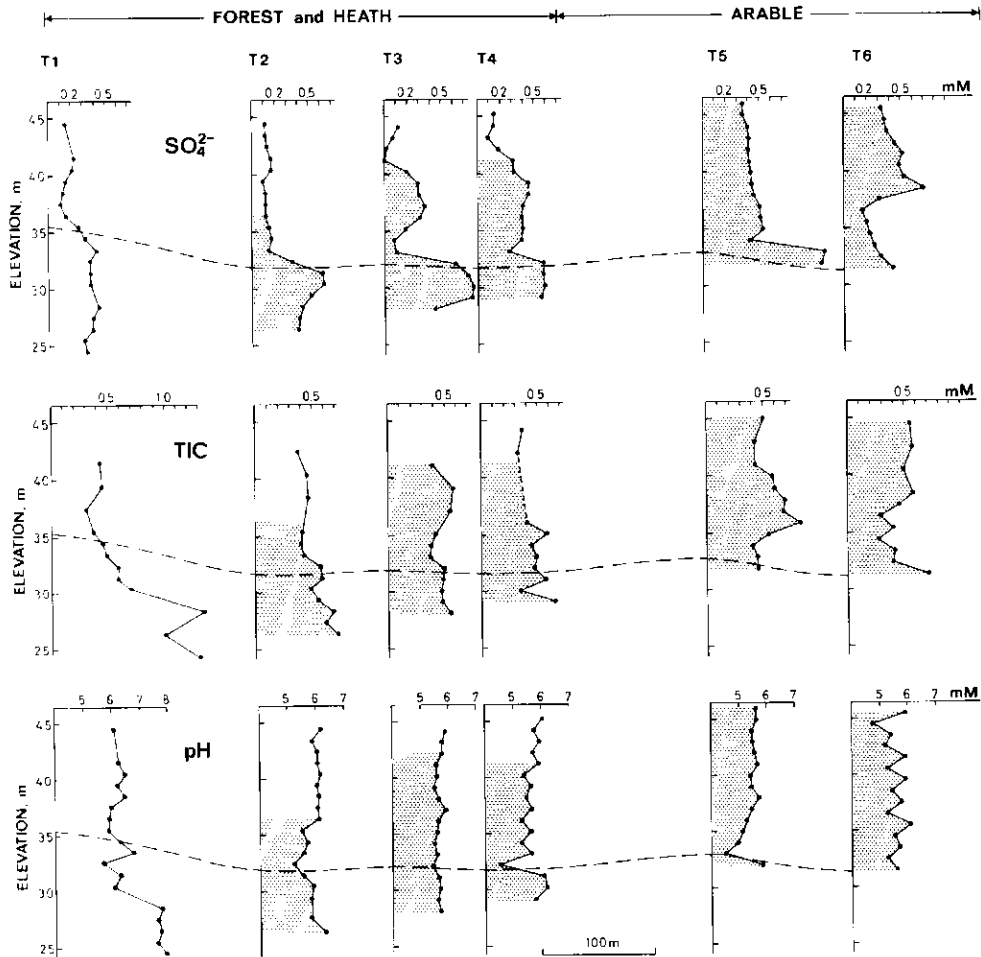 FOREST and HEATH ARABLE
T1 T2 T3 T4 T5 T6
0.2 0.5 0.2 0.5 0.2 0.5 0.2 0.5 0.2 0.5 0.2 0.5 mM
SO₄²⁻
ELEVATION, m
45
40
35
30
25
0.5 1.0 0.5 0.5 0.5 0.5 0.5 mM
TIC
ELEVATION, m
45
40
35
30
25
5 6 7 8 5 6 7 5 6 7 5 6 7 5 6 7 5 6 7 mM
pH
ELEVATION, m
45
40
35
30
25
100 m